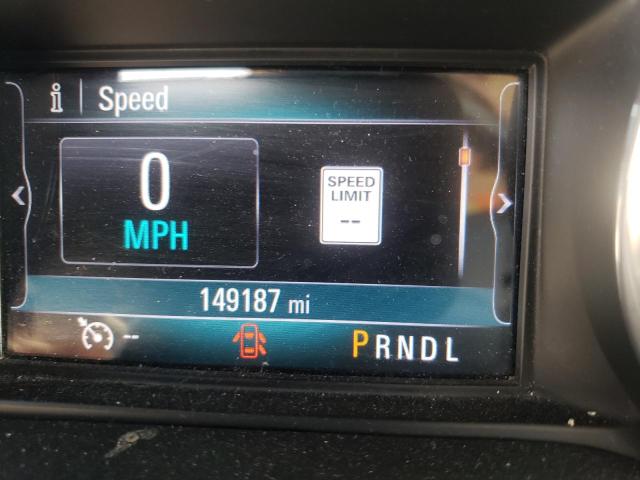 i | Speed
0
MPH
SPEED
LIMIT
--
149187 mi
--
PRNDL